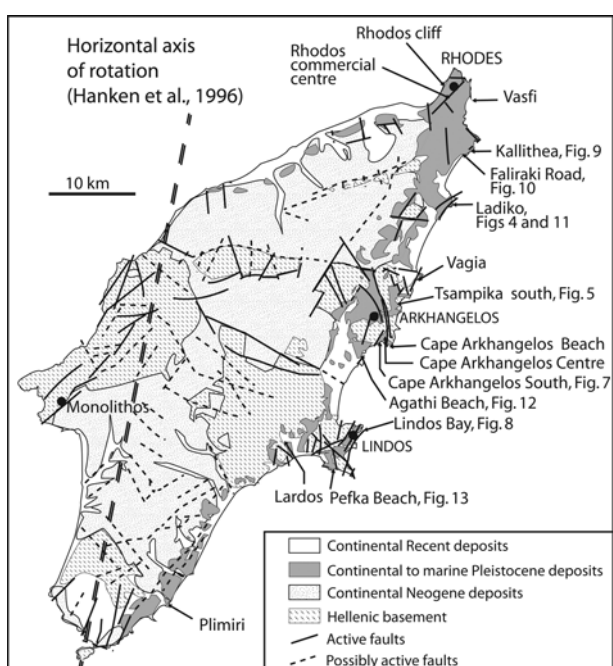 Horizontal axis
of rotation
(Hanken et al., 1996)
10 km
Rhodos cliff
Rhodos
commercial
centre
RHODES
Vasfi
Kallithea, Fig. 9
Faliraki Road,
Fig. 10
Ladiko,
Figs 4 and 11
Vagia
Tsampika south, Fig. 5
ARKHANGELOS
Cape Arkhangelos Beach
Cape Arkhangelos Centre
Cape Arkhangelos South, Fig. 7
Agathi Beach, Fig. 12
Monolithos
Lindos Bay, Fig. 8
LINDOS
Lardos
Pefka Beach, Fig. 13
Plimiri
Continental Recent deposits
Continental to marine Pleistocene deposits
Continental Neogene deposits
Hellenic basement
Active faults
Possibly active faults